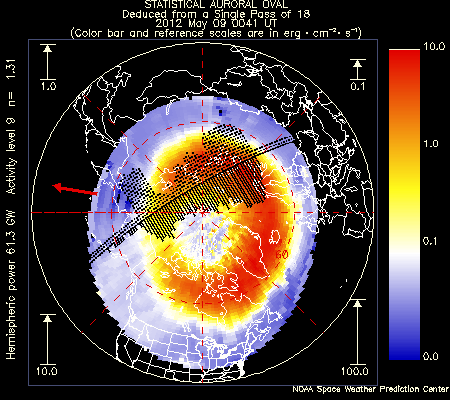 STATISTICAL AURORAL OVAL
Deduced from a Single Pass of 18
2012 May 09 0041 UT
(Color bar and reference scales are in erg·cm⁻²·s⁻¹)
1.0
0.1
10.0
1.0
0.1
0.0
Hemispheric power 61.3 GW Activity level 9 n= 1.31
60
10.0
100.0
NOAA Space Weather Prediction Center